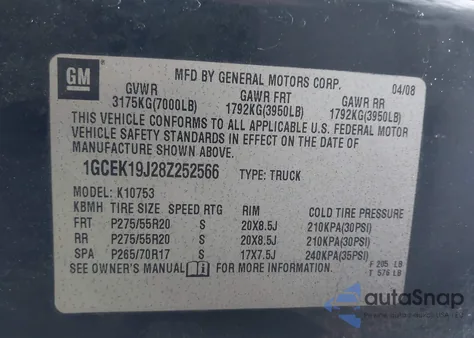 GM
MFD BY GENERAL MOTORS CORP. 04/08
GVWR GAWR FRT GAWR RR
3175KG(7000LB) 1792KG(3950LB) 1792KG(3950LB)
THIS VEHICLE CONFORMS TO ALL APPLICABLE U.S. FEDERAL MOTOR
VEHICLE SAFETY STANDARDS IN EFFECT ON THE DATE OF
MANUFACTURE SHOWN ABOVE.
1GCEK19J28Z252566 TYPE: TRUCK
MODEL: K10753
KBMH TIRE SIZE SPEED RTG RIM COLD TIRE PRESSURE
FRT P275/55R20 S 20X8.5J 210KPA(30PSI)
RR P275/55R20 S 20X8.5J 210KPA(30PSI)
SPA P265/70R17 S 17X7.5J 240KPA(35PSI)
SEE OWNER'S MANUAL FOR MORE INFORMATION.
F 205 LB
T 576 LB
autoSnap